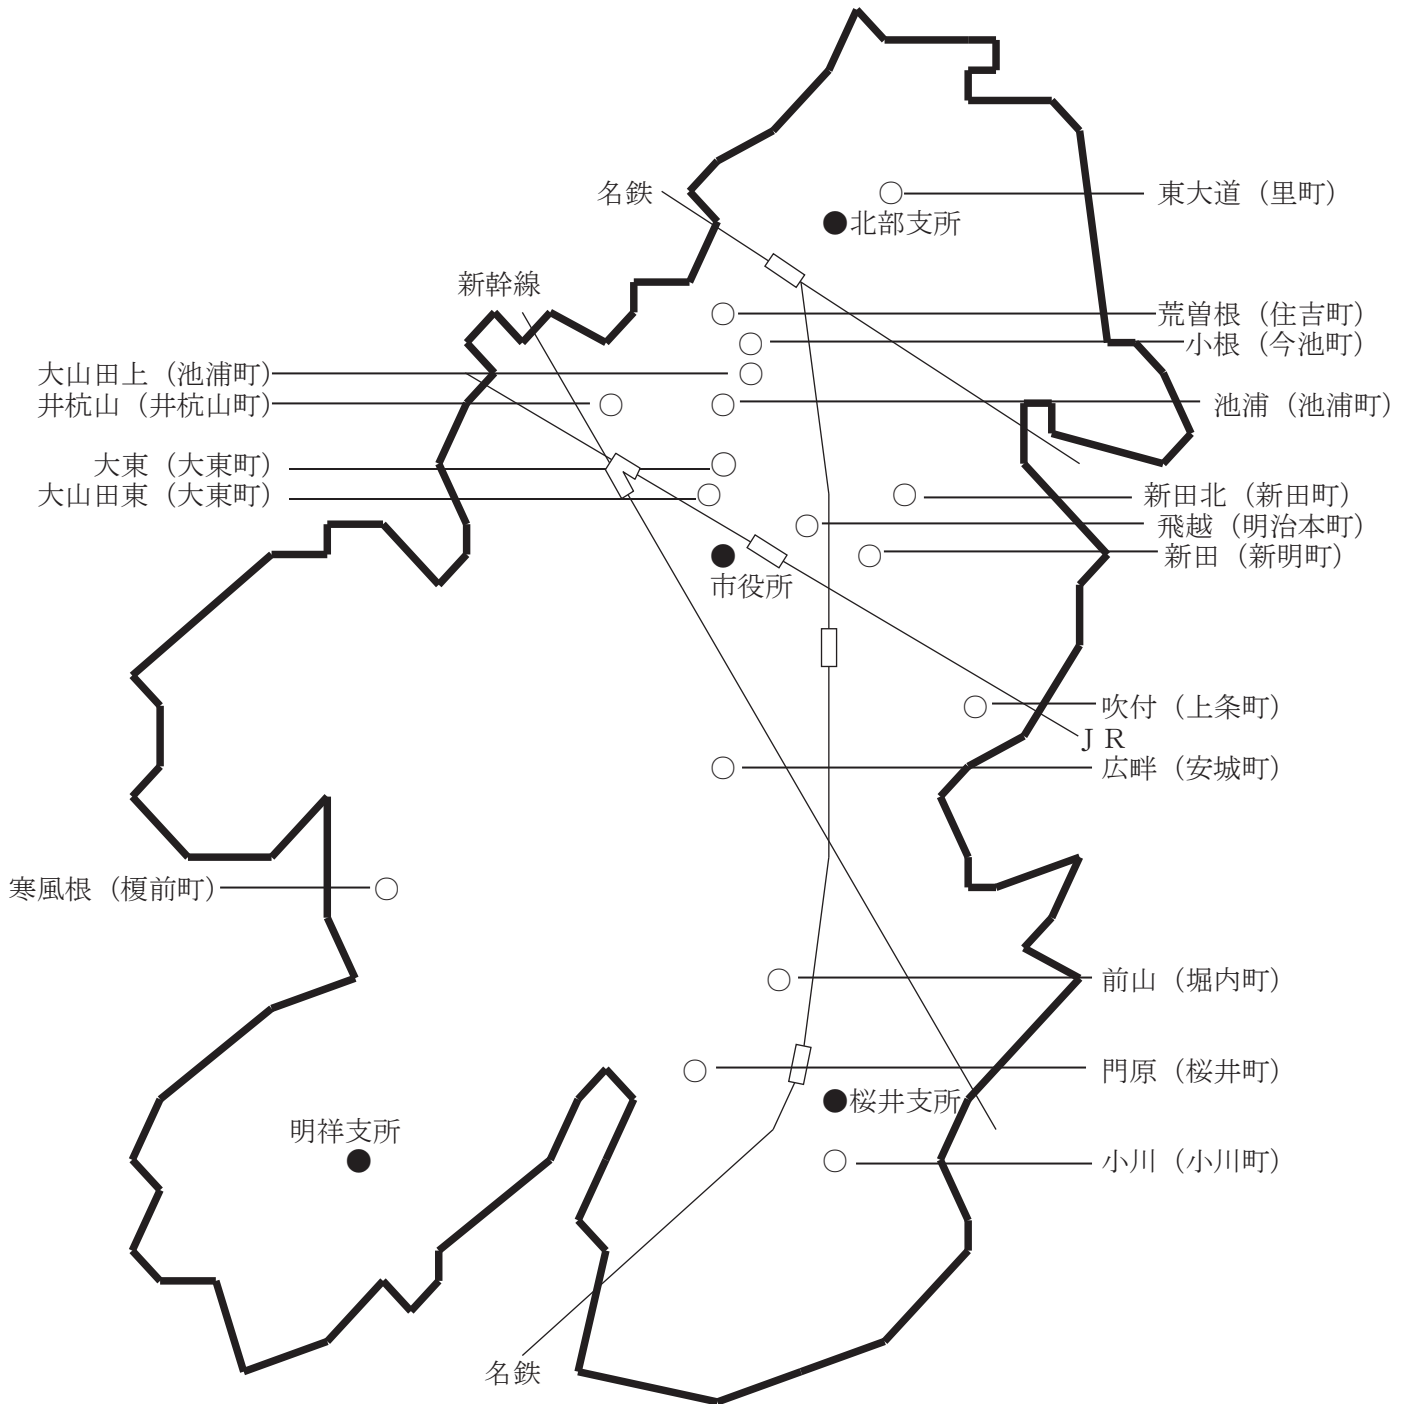 名鉄
東大道（里町）
北部支所
新幹線
荒曽根（住吉町）
小根（今池町）
大山田上（池浦町）
井杭山（井杭山町）
池浦（池浦町）
大東（大東町）
大山田東（大東町）
新田北（新田町）
飛越（明治本町）
新田（新明町）
市役所
吹付（上条町）
ＪＲ
広畔（安城町）
寒風根（榎前町）
前山（堀内町）
門原（桜井町）
桜井支所
明祥支所
小川（小川町）
名鉄